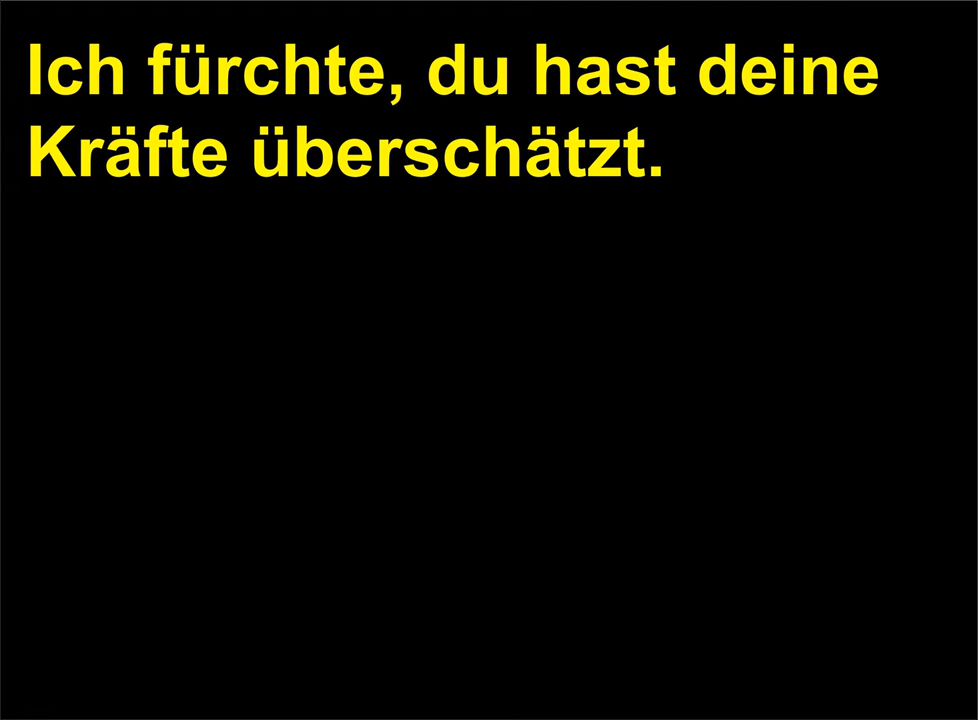 Ich fürchte, du hast deine
Kräfte überschätzt.